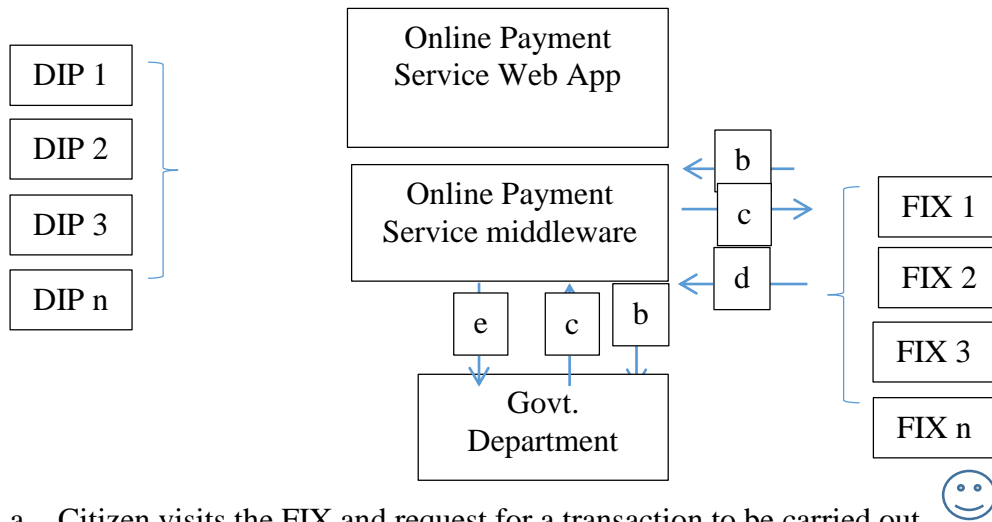 Online Payment
Service Web App
DIP 1
DIP 2
DIP 3
DIP n
Online Payment
Service middleware
b
c
d
FIX 1
FIX 2
FIX 3
FIX n
e
c
b
Govt.
Department
a. Citizen visits the FIX and request for a transaction to be carried out